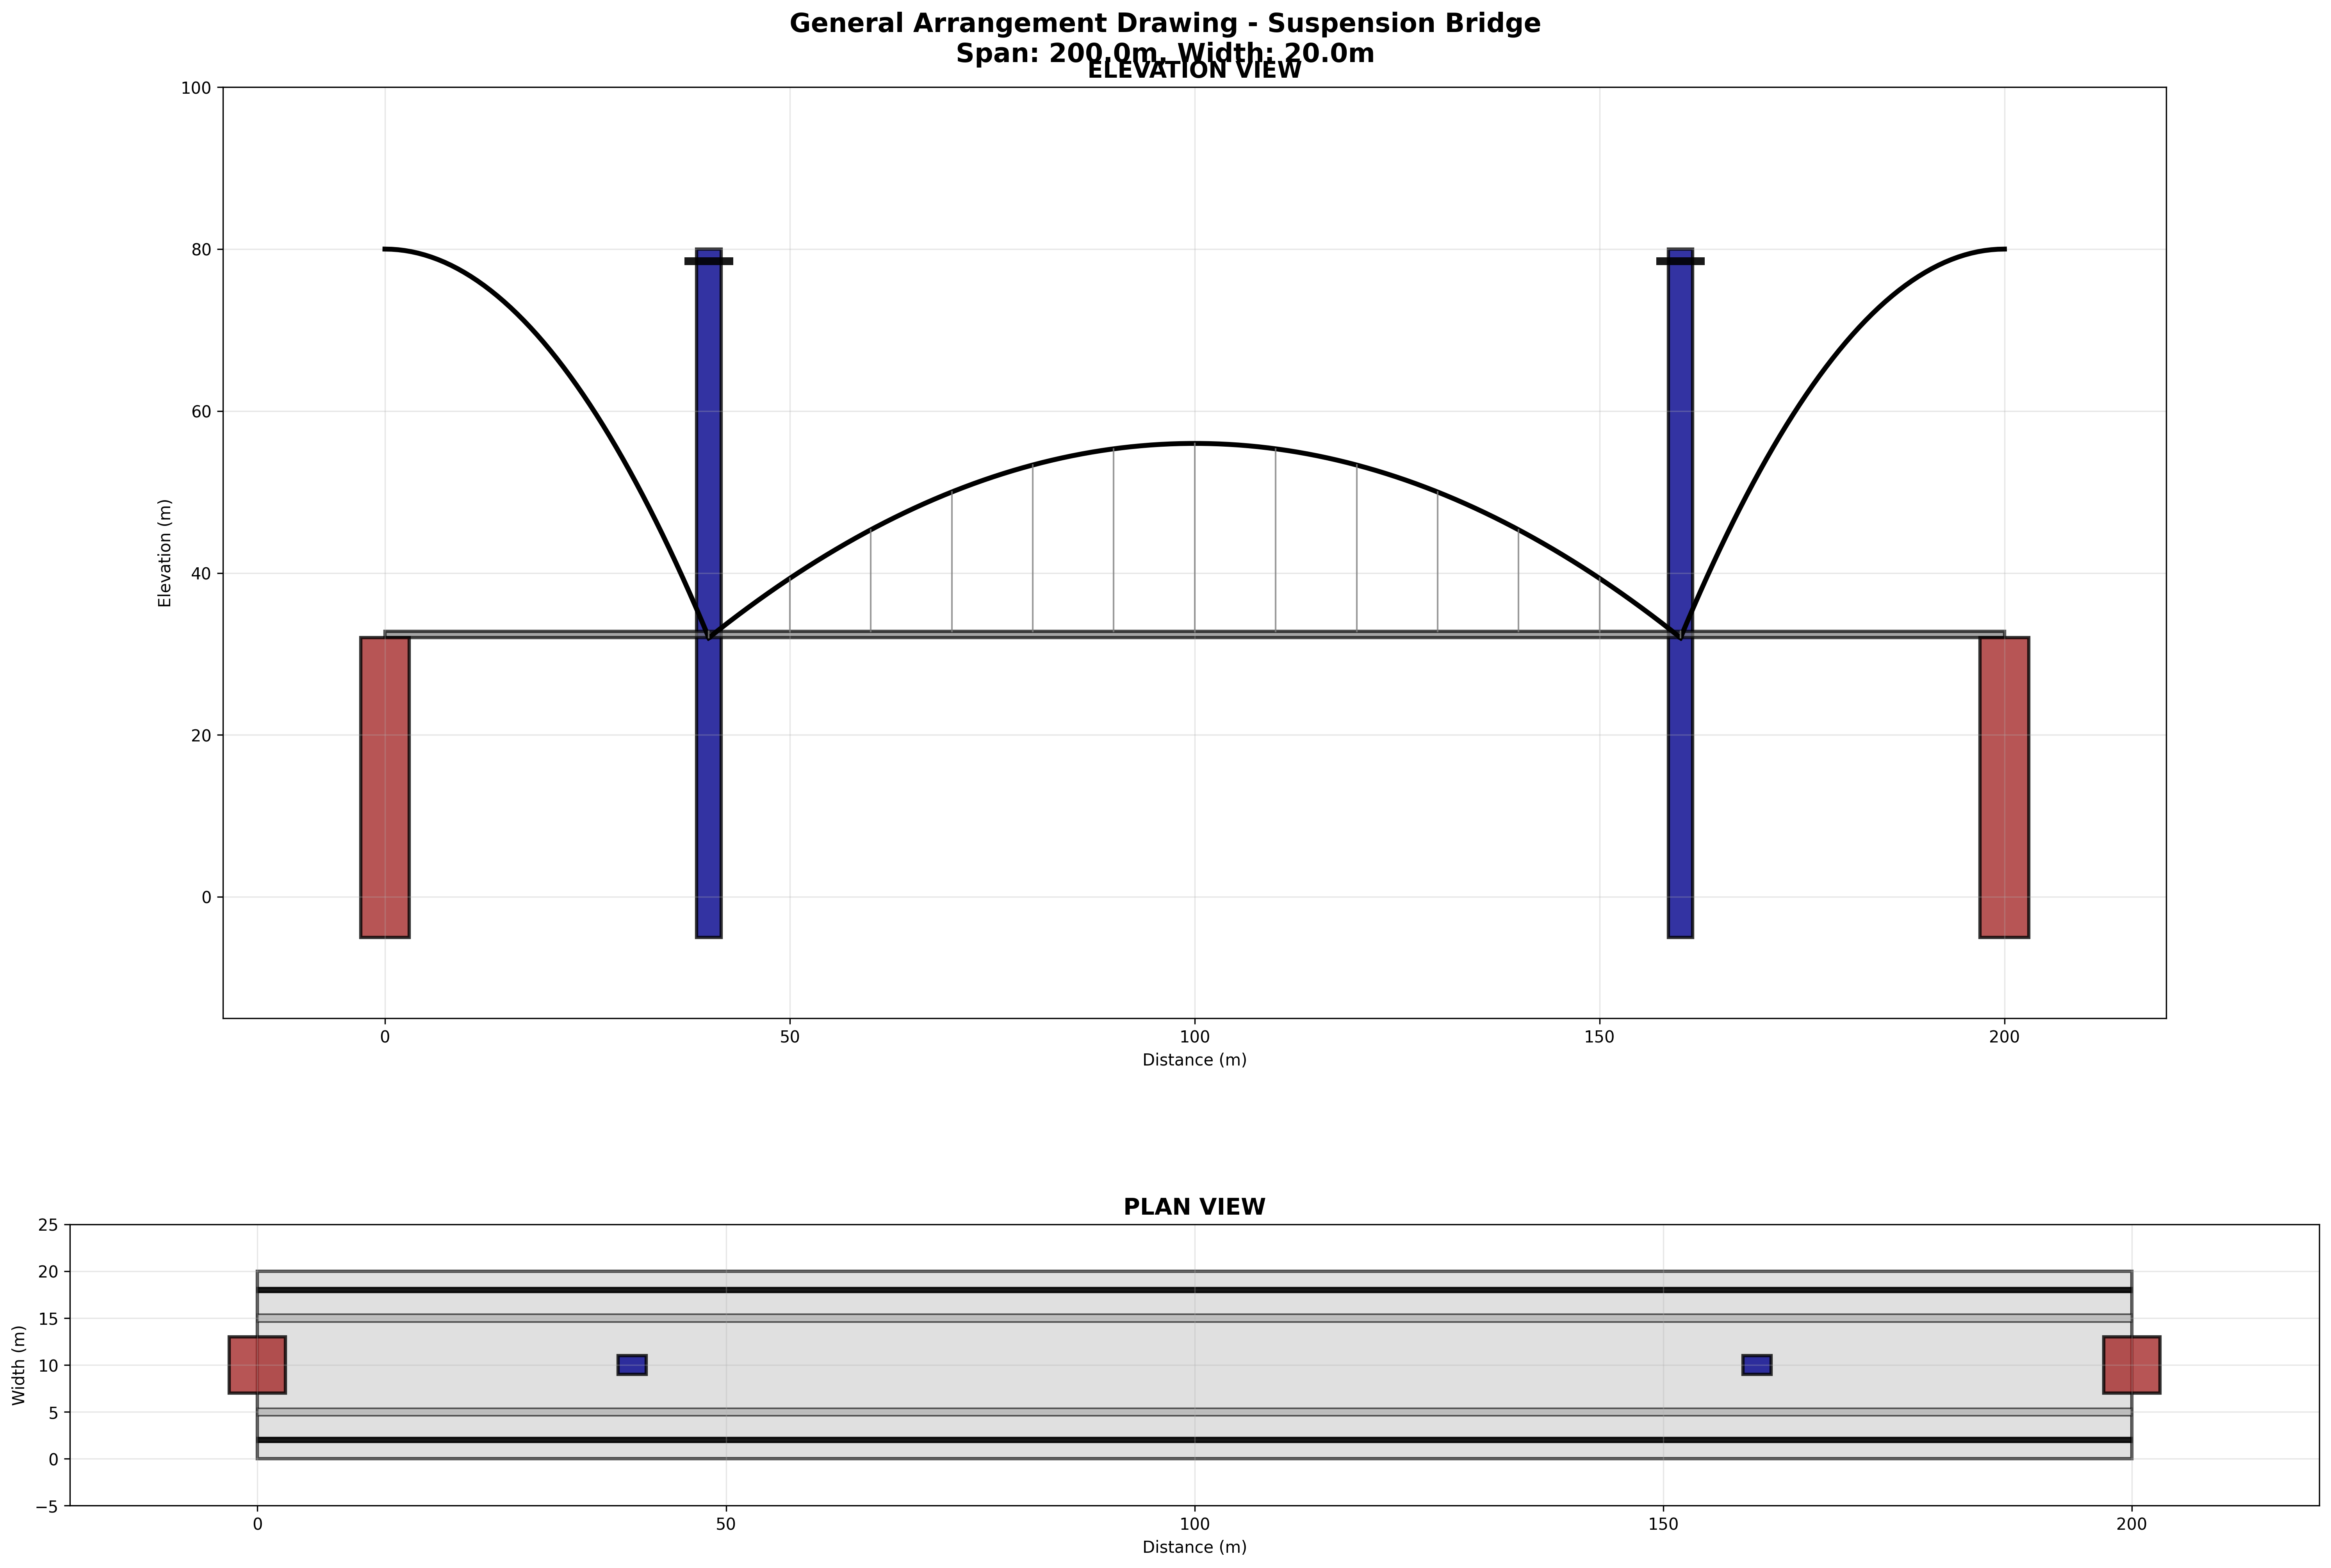 General Arrangement Drawing - Suspension Bridge
Span: 200.0m, Width: 20.0m
ELEVATION VIEW
100
80
60
40
20
0
Elevation (m)
0 50 100 150 200
Distance (m)
PLAN VIEW
25
20
15
10
5
0
−5
Width (m)
0 50 100 150 200
Distance (m)